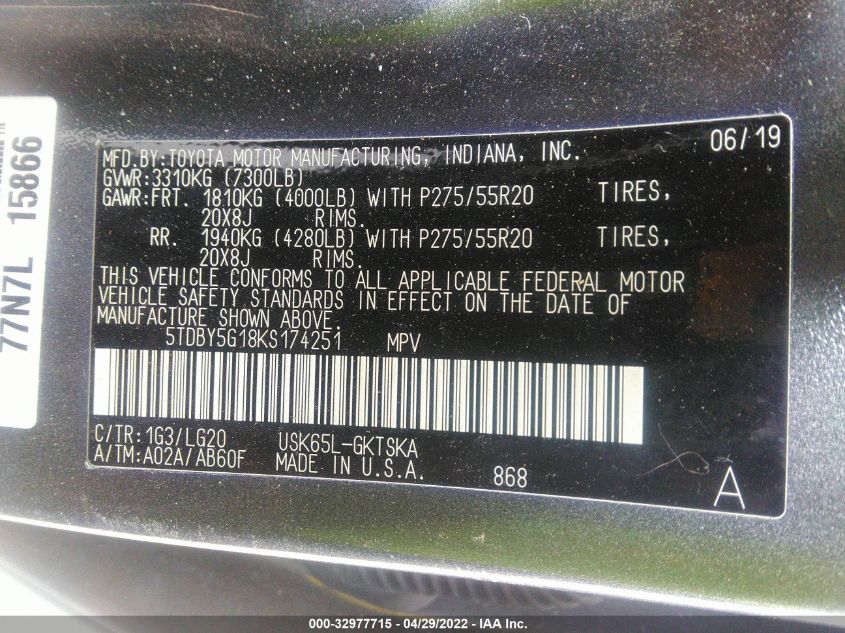 MFD.BY:TOYOTA MOTOR MANUFACTURING, INDIANA, INC. 06/19
GVWR:3310KG (7300LB)
GAWR:FRT. 1810KG (4000LB) WITH P275/55R20 TIRES,
20X8J RIMS.
RR. 1940KG (4280LB) WITH P275/55R20 TIRES,
20X8J RIMS.
THIS VEHICLE CONFORMS TO ALL APPLICABLE FEDERAL MOTOR
VEHICLE SAFETY STANDARDS IN EFFECT ON THE DATE OF
MANUFACTURE SHOWN ABOVE.
5TDBY5G18KS174251 MPV
C/TR:1G3/LG20 USK65L-GKTSKA
A/TM:A02A/AB60F MADE IN U.S.A. 868 A
77N7L 15866
000-32977715 - 04/29/2022 - IAA Inc.